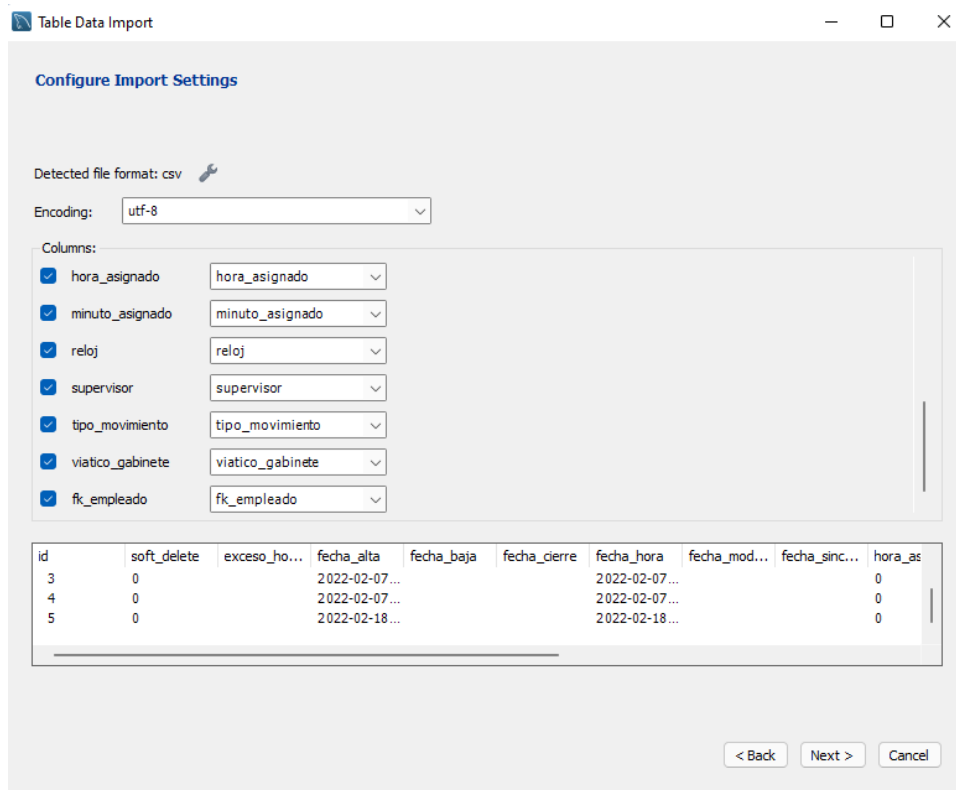 Table Data Import
Configure Import Settings
Detected file format: csv
Encoding: utf-8
Columns:
hora_asignado hora_asignado
minuto_asignado minuto_asignado
reloj reloj
supervisor supervisor
tipo_movimiento tipo_movimiento
viatico_gabinete viatico_gabinete
fk_empleado fk_empleado
id soft_delete exceso_ho... fecha_alta fecha_baja fecha_cierre fecha_hora fecha_mod... fecha_sinc... hora_as
3 0 2022-02-07... 2022-02-07... 0
4 0 2022-02-07... 2022-02-07... 0
5 0 2022-02-18... 2022-02-18... 0
< Back Next > Cancel